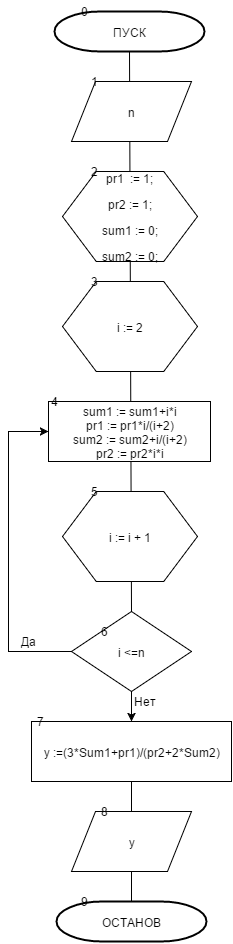 0
ПУСК
1
n
2
pr1 := 1;
pr2 := 1;
sum1 := 0;
sum2 := 0;
3
i := 2
4
sum1 := sum1+i*i
pr1 := pr1*i/(i+2)
sum2 := sum2+i/(i+2)
pr2 := pr2*i*i
5
i := i + 1
6
i <=n
Да
Нет
7
y :=(3*Sum1+pr1)/(pr2+2*Sum2)
8
y
9
ОСТАНОВ